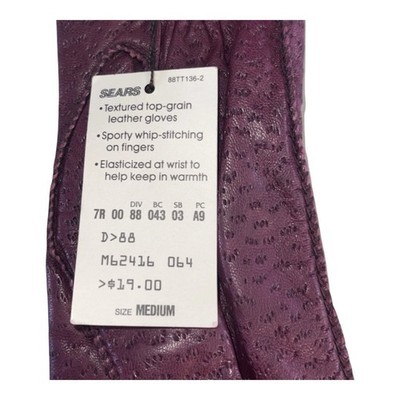 88TT136-2
SEARS
• Textured top-grain
leather gloves
• Sporty whip-stitching
on fingers
• Elasticized at wrist to
help keep in warmth
DIV BC SB PC
7R 00 88 043 03 A9
D>88
M62416 064
>$19.00
SIZE MEDIUM